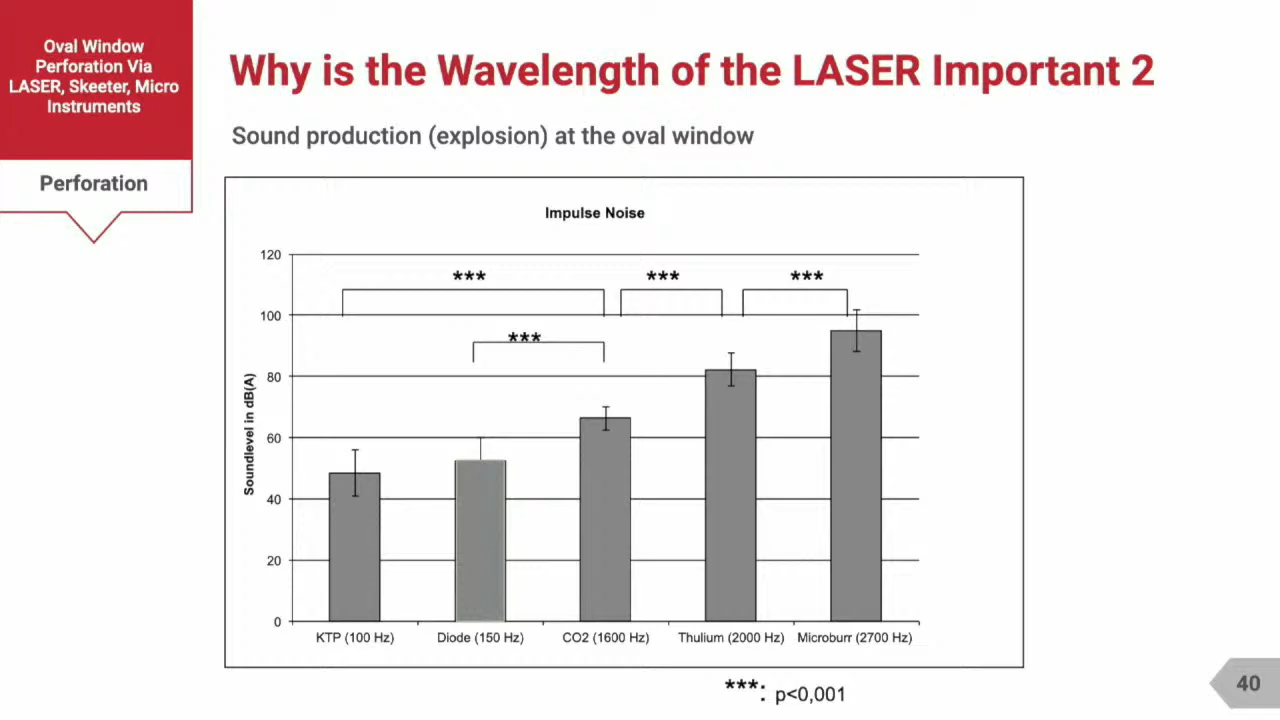 Oval Window
Perforation Via
LASER, Skeeter, Micro
Instruments
Perforation
Why is the Wavelength of the LASER Important 2
Sound production (explosion) at the oval window
Impulse Noise
Soundlevel in dB(A)
120
100
80
60
40
20
0
***
***
***
***
KTP (100 Hz)
Diode (150 Hz)
CO2 (1600 Hz)
Thulium (2000 Hz)
Microburr (2700 Hz)
***: p<0,001
40